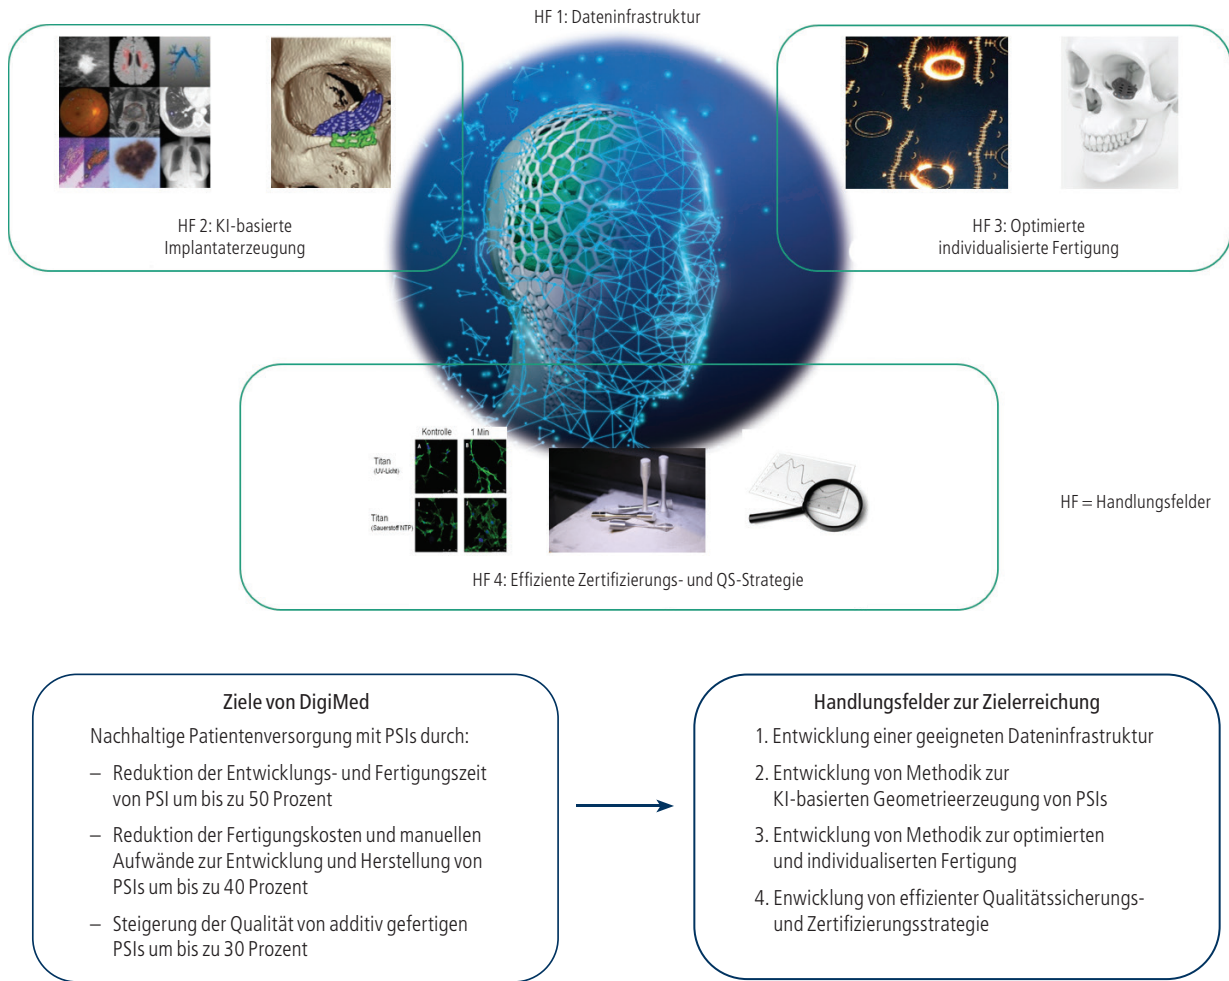 HF 1: Dateninfrastruktur
HF 2: KI-basierte
Implantaterzeugung
HF 3: Optimierte
individualisierte Fertigung
Kontrolle
1 Min
Titan
(UV-Licht)
Titan
(Sauerstoff NTP)
HF = Handlungsfelder
HF 4: Effiziente Zertifizierungs- und QS-Strategie
Ziele von DigiMed
Nachhaltige Patientenversorgung mit PSIs durch:
– Reduktion der Entwicklungs- und Fertigungszeit
von PSI um bis zu 50 Prozent
– Reduktion der Fertigungskosten und manuellen
Aufwände zur Entwicklung und Herstellung von
PSIs um bis zu 40 Prozent
– Steigerung der Qualität von additiv gefertigen
PSIs um bis zu 30 Prozent
Handlungsfelder zur Zielerreichung
1. Entwicklung einer geeigneten Dateninfrastruktur
2. Entwicklung von Methodik zur
KI-basierten Geometrieerzeugung von PSIs
3. Entwicklung von Methodik zur optimierten
und individualiserten Fertigung
4. Enwicklung von effizienter Qualitätssicherungs-
und Zertifizierungsstrategie